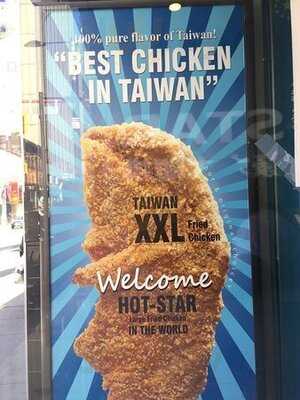 100% pure flavor of Taiwan!
“BEST CHICKEN
IN TAIWAN”
TAIWAN
XXL Fried
Chicken
Welcome
HOT-STAR
Large Fried Chicken
IN THE WORLD